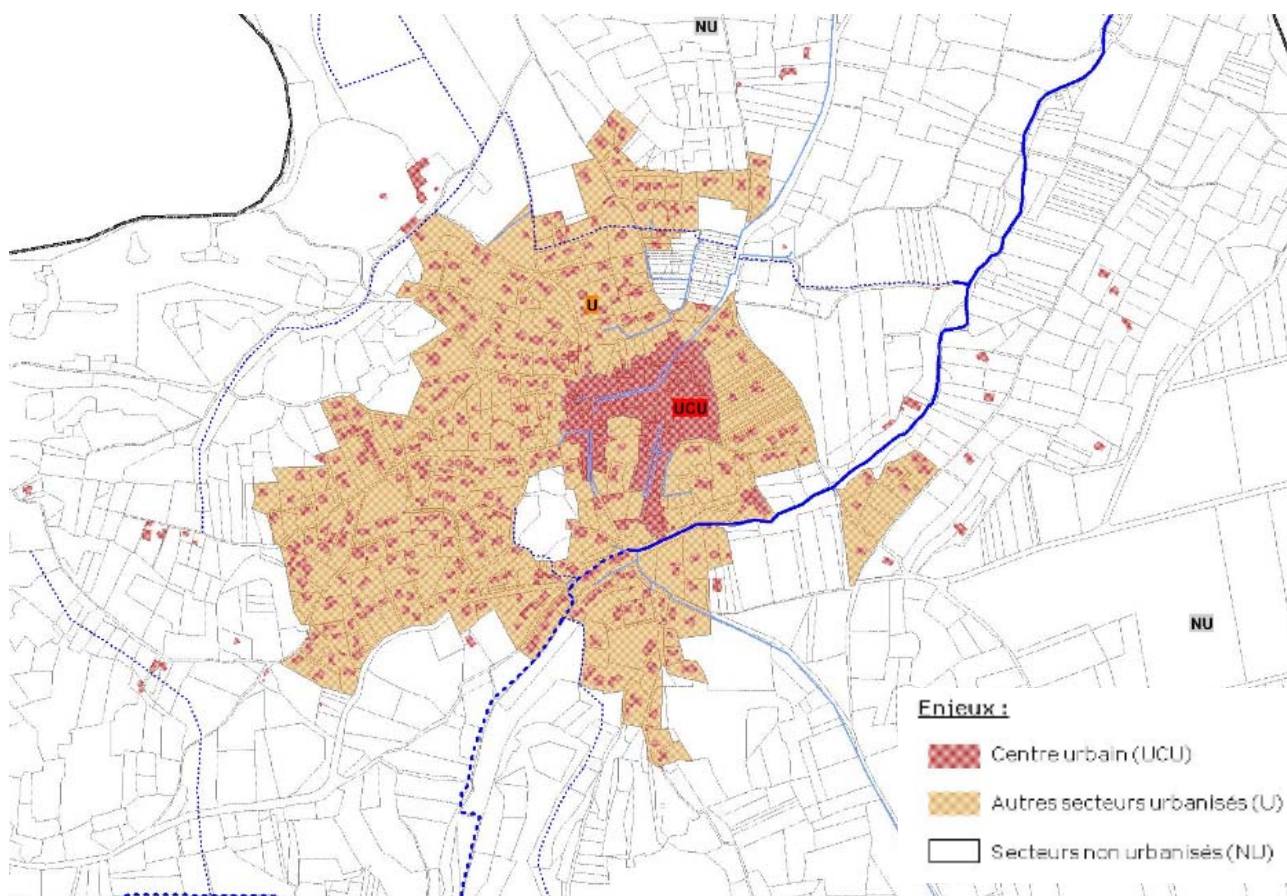 NU
U
UCU
NU
Enjeux :
Centre urbain (UCU)
Autres secteurs urbanisés (U)
Secteurs non urbanisés (NU)